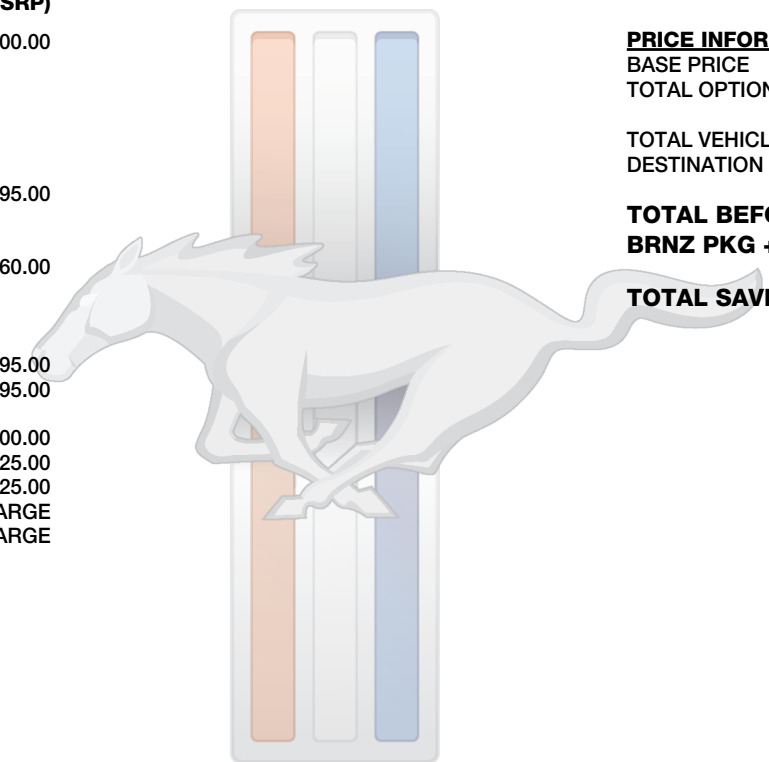 SRP)
00.00
95.00
60.00
95.00
95.00
00.00
25.00
25.00
ARGE
ARGE
PRICE INFOR
BASE PRICE
TOTAL OPTION
TOTAL VEHICL
DESTINATION
TOTAL BEFO
BRNZ PKG +
TOTAL SAVI